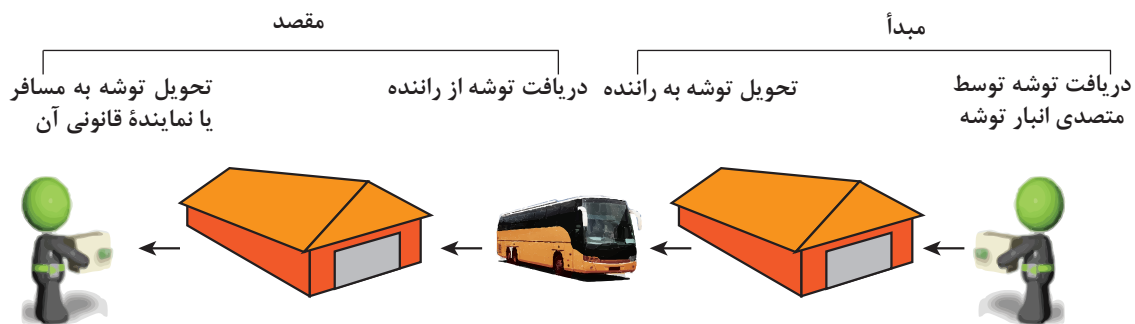 مبدأ
مقصد
دریافت توشه توسط
متصدی انبار توشه
تحویل توشه به راننده
دریافت توشه از راننده
تحویل توشه به مسافر
یا نمایندۀ قانونی آن